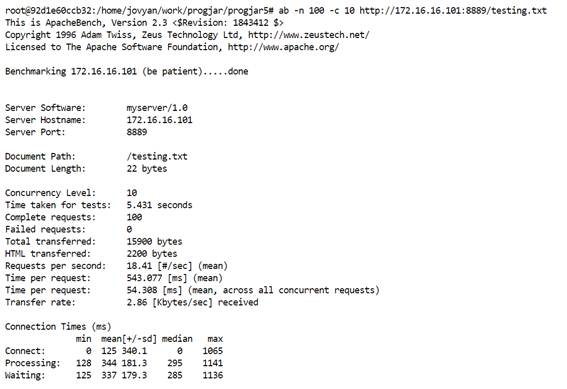 root@92d1e60ccb32:/home/jovyan/work/progjar/progjar5# ab -n 100 -c 10 http://172.16.16.101:8889/testing.txt
This is ApacheBench, Version 2.3 <$Revision: 1843412 $>
Copyright 1996 Adam Twiss, Zeus Technology Ltd, http://www.zeustech.net/
Licensed to The Apache Software Foundation, http://www.apache.org/

Benchmarking 172.16.16.101 (be patient).....done

Server Software:        myserver/1.0
Server Hostname:        172.16.16.101
Server Port:            8889

Document Path:          /testing.txt
Document Length:        22 bytes

Concurrency Level:      10
Time taken for tests:   5.431 seconds
Complete requests:      100
Failed requests:        0
Total transferred:      15900 bytes
HTML transferred:       2200 bytes
Requests per second:    18.41 [#/sec] (mean)
Time per request:       543.077 [ms] (mean)
Time per request:       54.308 [ms] (mean, across all concurrent requests)
Transfer rate:          2.86 [Kbytes/sec] received

Connection Times (ms)
              min  mean[+/-sd] median   max
Connect:        0  125 340.1      0    1065
Processing:   128  344 181.3    295    1141
Waiting:      125  337 179.3    285    1136